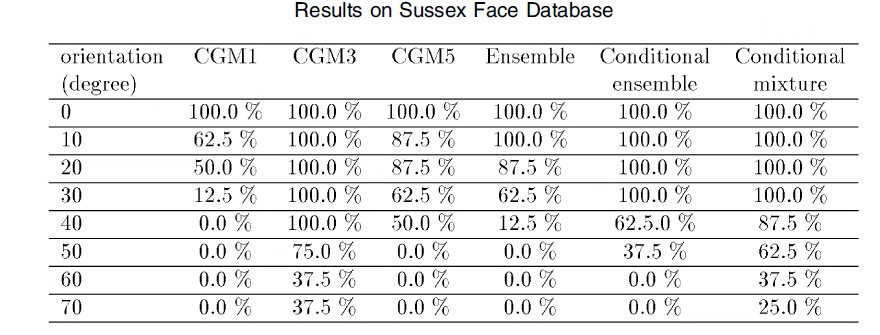 Results on Sussex Face Database
orientation CGM1 CGM3 CGM5 Ensemble Conditional Conditional
(degree) ensemble mixture
0 100.0 % 100.0 % 100.0 % 100.0 % 100.0 % 100.0 %
10 62.5 % 100.0 % 87.5 % 100.0 % 100.0 % 100.0 %
20 50.0 % 100.0 % 87.5 % 87.5 % 100.0 % 100.0 %
30 12.5 % 100.0 % 62.5 % 62.5 % 100.0 % 100.0 %
40 0.0 % 100.0 % 50.0 % 12.5 % 62.5.0 % 87.5 %
50 0.0 % 75.0 % 0.0 % 0.0 % 37.5 % 62.5 %
60 0.0 % 37.5 % 0.0 % 0.0 % 0.0 % 37.5 %
70 0.0 % 37.5 % 0.0 % 0.0 % 0.0 % 25.0 %